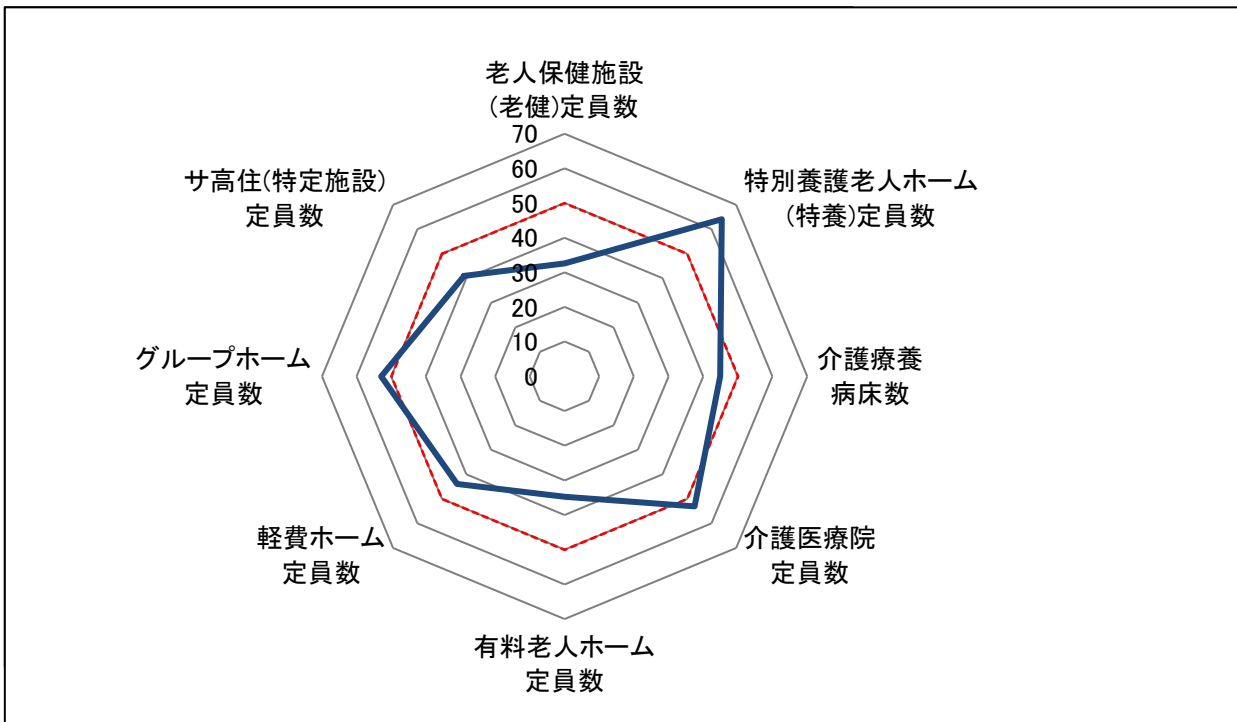 老人保健施設
(老健)定員数
特別養護老人ホーム
(特養)定員数
介護療養
病床数
介護医療院
定員数
有料老人ホーム
定員数
軽費ホーム
定員数
グループホーム
定員数
サ高住(特定施設)
定員数
70
60
50
40
30
20
10
0